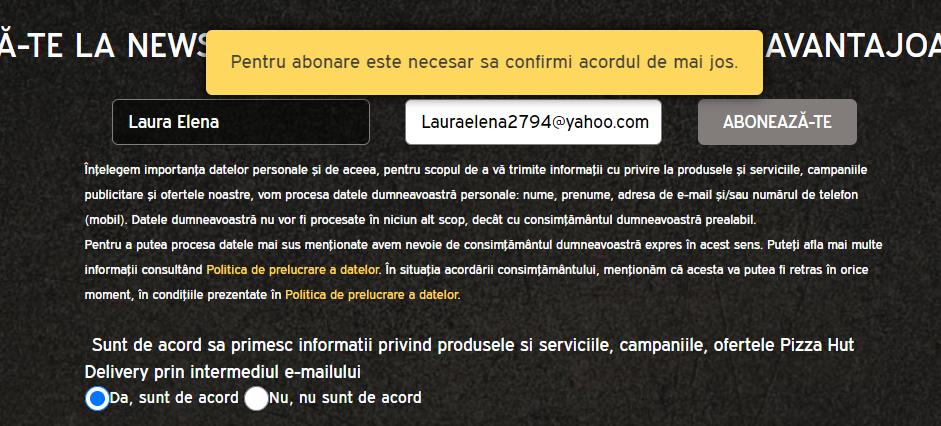 Ă-TE LA NEWS AVANTAJOA
Pentru abonare este necesar sa confirmi acordul de mai jos.
Laura Elena Lauraelena2794@yahoo.com ABONEAZĂ-TE
Înțelegem importanța datelor personale și de aceea, pentru scopul de a vă trimite informații cu privire la produsele și serviciile, campaniile
publicitare și ofertele noastre, vom procesa datele dumneavoastră personale: nume, prenume, adresa de e-mail și/sau numărul de telefon
(mobil). Datele dumneavoastră nu vor fi procesate în niciun alt scop, decât cu consimțământul dumneavoastră prealabil.
Pentru a putea procesa datele mai sus menționate avem nevoie de consimțământul dumneavoastră expres în acest sens. Puteți afla mai multe
informații consultând Politica de prelucrare a datelor. În situația acordării consimțământului, menționăm că acesta va putea fi retras în orice
moment, în condițiile prezentate în Politica de prelucrare a datelor.
Sunt de acord sa primesc informatii privind produsele si serviciile, campaniile, ofertele Pizza Hut
Delivery prin intermediul e-mailului
Da, sunt de acord Nu, nu sunt de acord